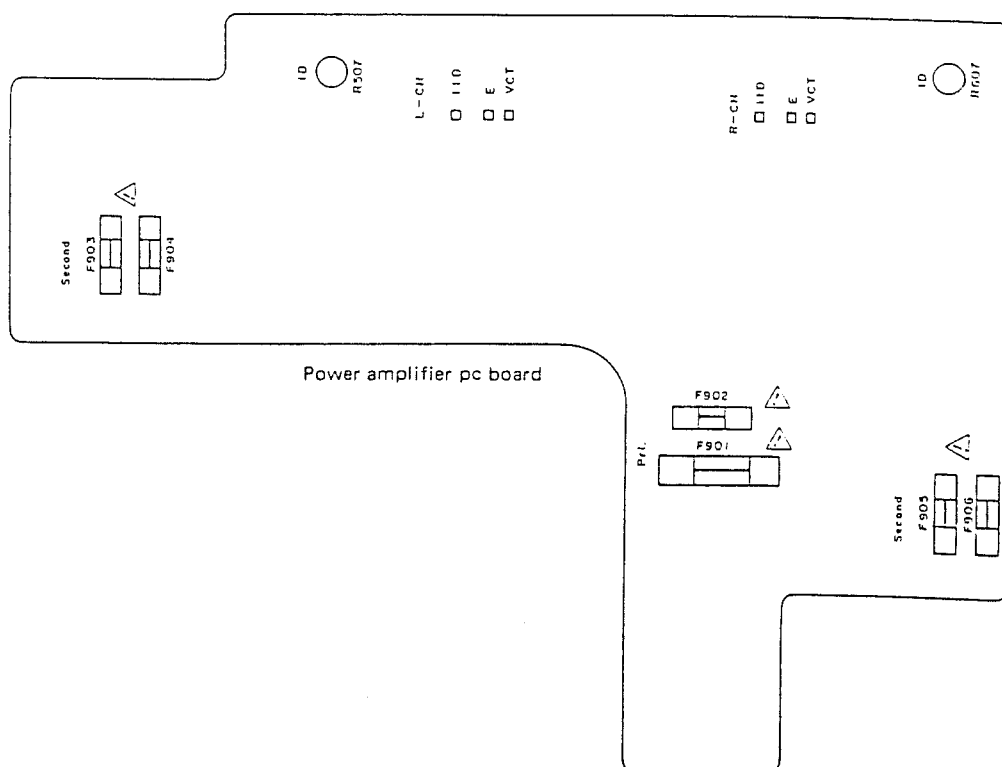 ID
R507
L-CH
IID
E
VCT
R-CH
IID
E
VCT
ID
R607
Second
F903
F904
Power amplifier pc board
F902
F901
Pri.
Second
F905
F906